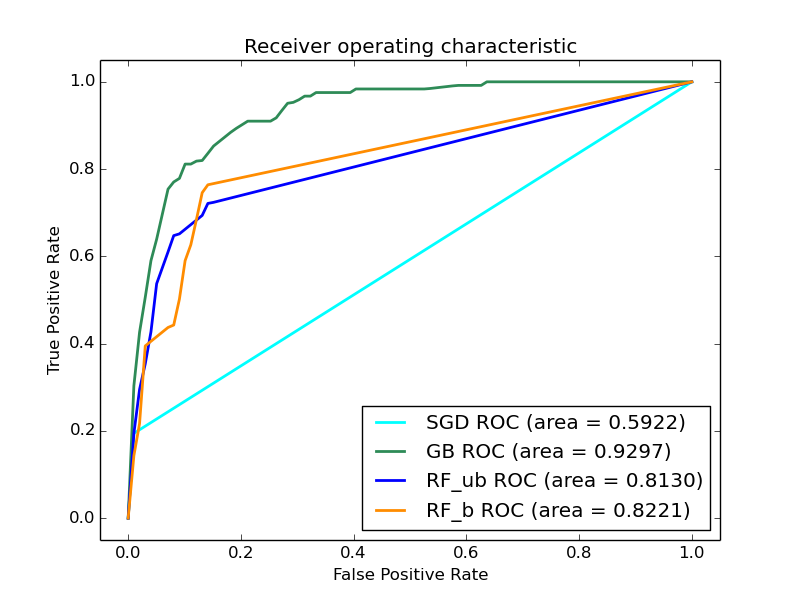 Receiver operating characteristic
1.0
0.8
0.6
0.4
0.2
0.0
True Positive Rate
SGD ROC (area = 0.5922)
GB ROC (area = 0.9297)
RF_ub ROC (area = 0.8130)
RF_b ROC (area = 0.8221)
0.0 0.2 0.4 0.6 0.8 1.0
False Positive Rate